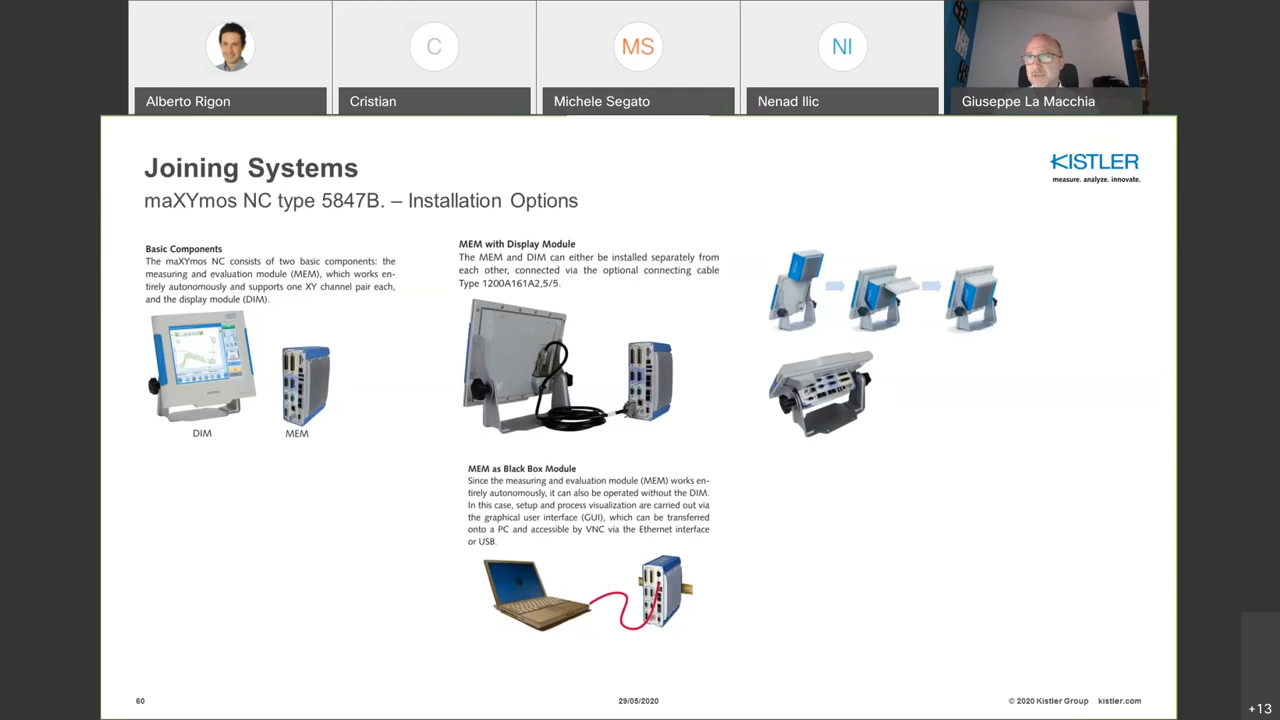 C
MS
NI
Alberto Rigon
Cristian
Michele Segato
Nenad Ilic
Giuseppe La Macchia
Joining Systems
KISTLER
measure. analyze. innovate.
maXYmos NC type 5847B. – Installation Options
Basic Components
The maXYmos NC consists of two basic components: the
measuring and evaluation module (MEM), which works en-
tirely autonomously and supports one XY channel pair each,
and the display module (DIM).
DIM
MEM
MEM with Display Module
The MEM and DIM can either be installed separately from
each other, connected via the optional connecting cable
Type 1200A161A2,5/5.
MEM as Black Box Module
Since the measuring and evaluation module (MEM) works en-
tirely autonomously, it can also be operated without the DIM.
In this case, setup and process visualization are carried out via
the graphical user interface (GUI), which can be transferred
onto a PC and accessible by VNC via the Ethernet interface
or USB.
60
29/05/2020
© 2020 Kistler Group
kistler.com
+13